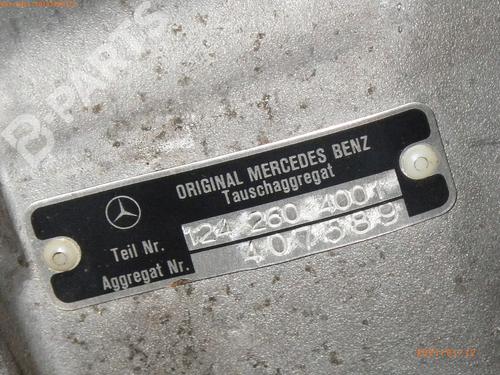 ORIGINAL MERCEDES BENZ
Tauschaggregat
Teil Nr. 124 260 4001
Aggregat Nr. 407589
B-PARTS